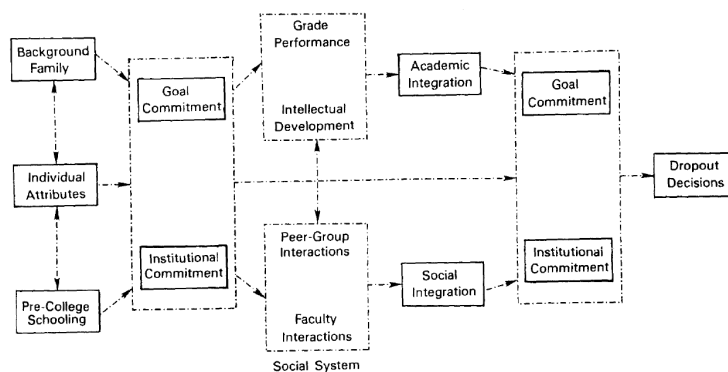 Background
Family
Individual
Attributes
Pre-College
Schooling
Goal
Commitment
Institutional
Commitment
Grade
Performance
Intellectual
Development
Peer-Group
Interactions
Faculty
Interactions
Social System
Academic
Integration
Social
Integration
Goal
Commitment
Institutional
Commitment
Dropout
Decisions